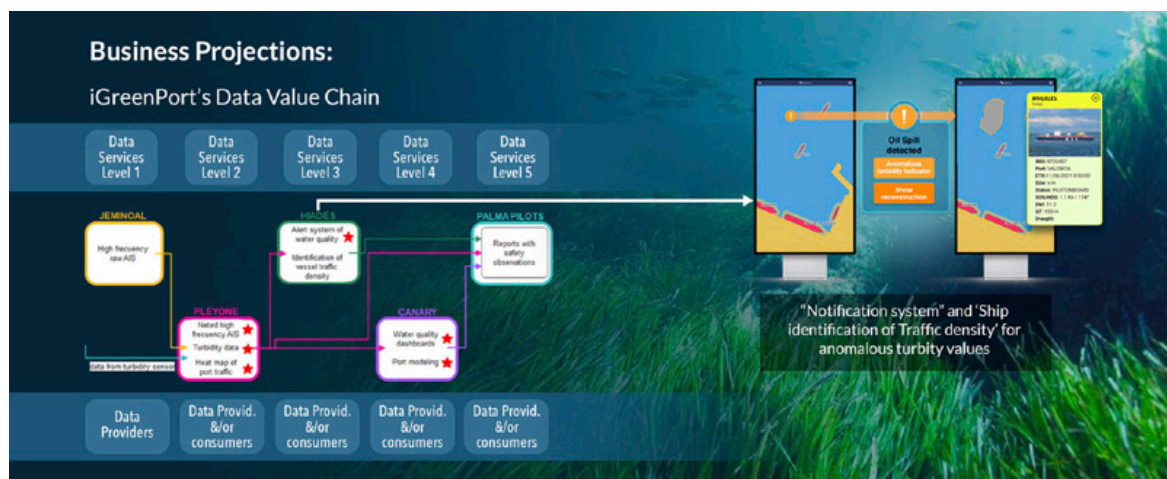 Business Projections:
iGreenPort's Data Value Chain
Data
Services
Level 1
Data
Services
Level 2
Data
Services
Level 3
Data
Services
Level 4
Data
Services
Level 5
JEMINOAL
High frecuency
raw AIS
HIADES
Alert system of
water quality
Identification of
vessel traffic
density
PALMA PILOTS
Reports with
safety
observations
PLEYONE
high
frecuency AIS
Turbidity data
Heat map of
port traffic
CANARY
Water quality
dashboards
Port modeling
data from turbidity sensor
Data
Providers
Data Provid.
&/or
consumers
Data Provid.
&/or
consumers
Data Provid.
&/or
consumers
Data Provid.
&/or
consumers
Oil Spill
detected
Anomalous
turbidity indicator
Show
reconstruction
ANGELES
Port: VALENCIA
"Notification system" and 'Ship
identification of Traffic density' for
anomalous turbity values